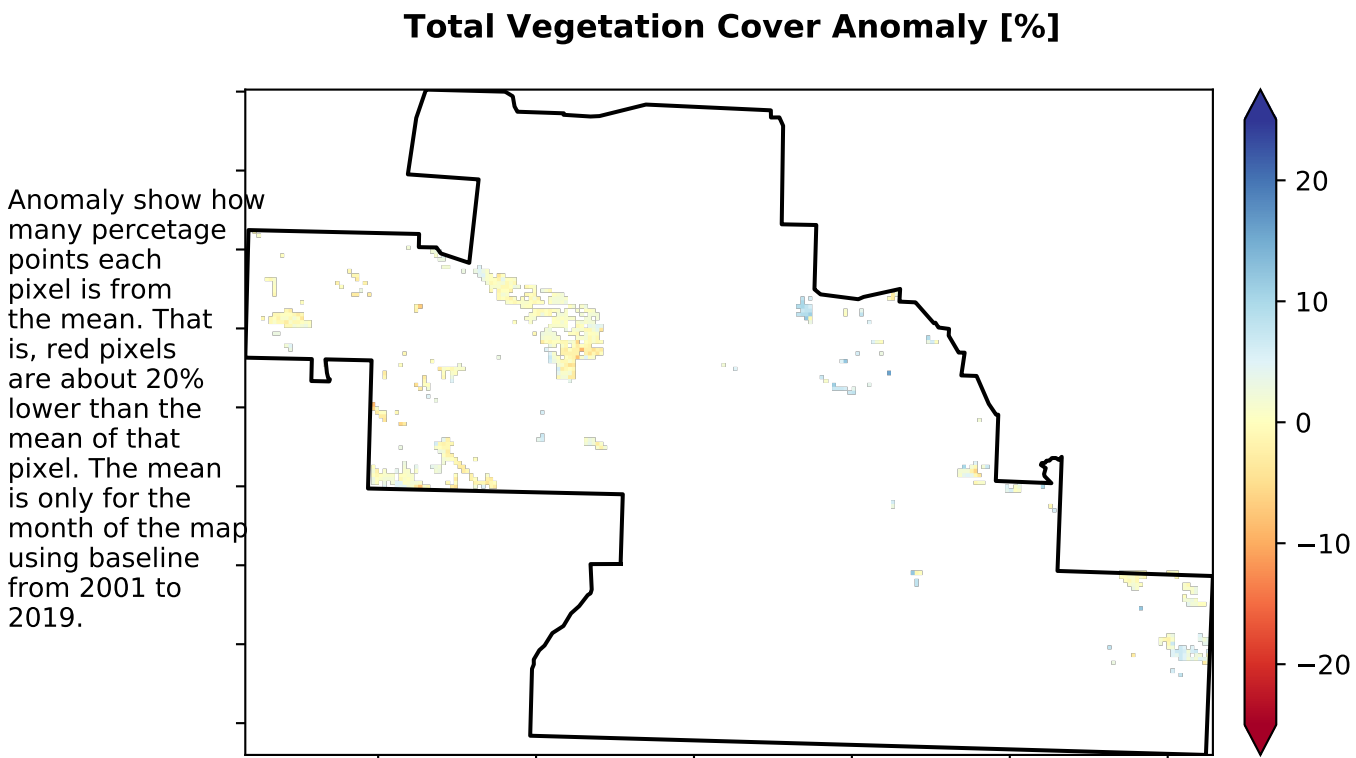 Total Vegetation Cover Anomaly [%]
Anomaly show how
many percetage
points each
pixel is from
the mean. That
is, red pixels
are about 20%
lower than the
mean of that
pixel. The mean
is only for the
month of the map
using baseline
from 2001 to
2019.
20
10
0
−10
−20